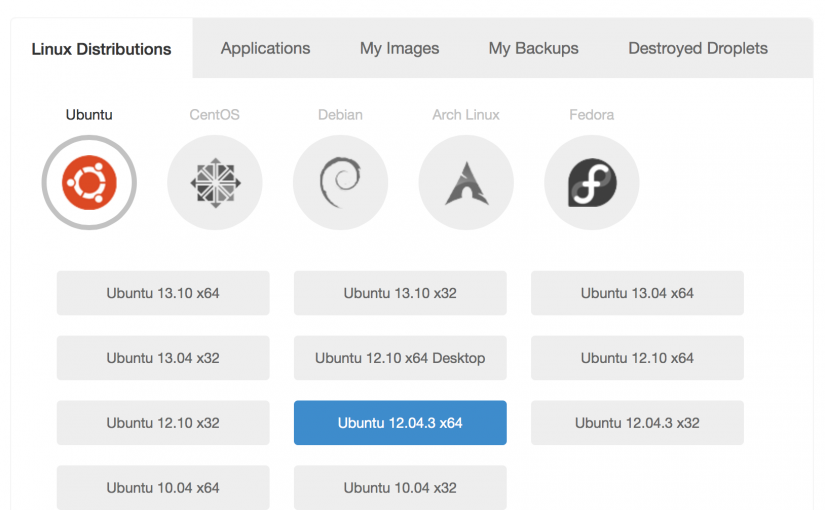 Linux Distributions Applications My Images My Backups Destroyed Droplets
Ubuntu CentOS Debian Arch Linux Fedora
Ubuntu 13.10 x64 Ubuntu 13.10 x32 Ubuntu 13.04 x64
Ubuntu 13.04 x32 Ubuntu 12.10 x64 Desktop Ubuntu 12.10 x64
Ubuntu 12.10 x32 Ubuntu 12.04.3 x64 Ubuntu 12.04.3 x32
Ubuntu 10.04 x64 Ubuntu 10.04 x32